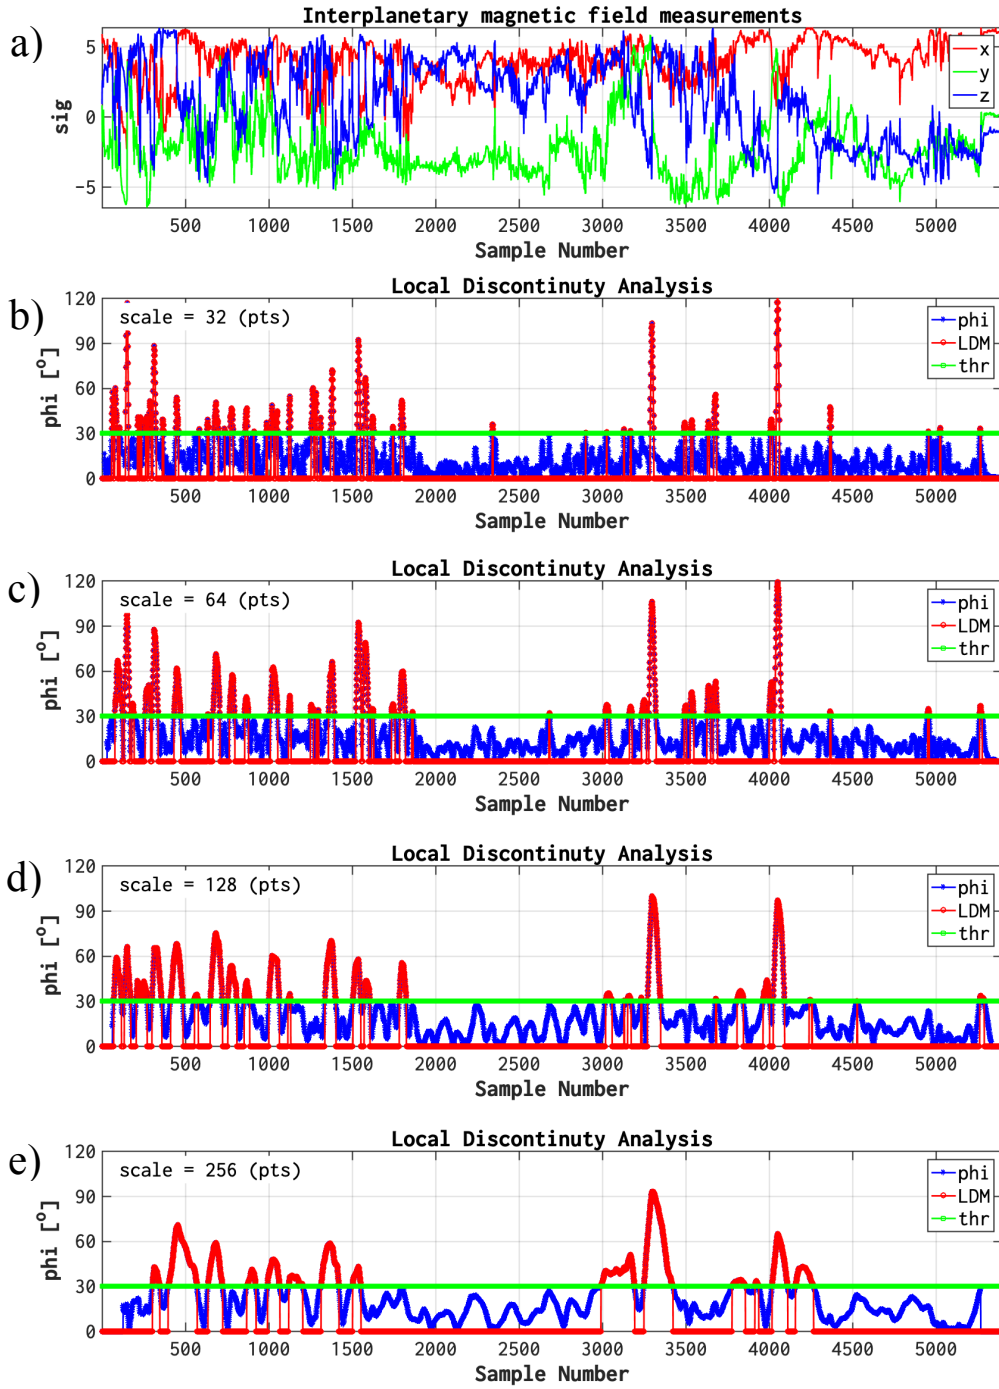 a)
Interplanetary magnetic field measurements
sig
5
0
−5
x
y
z
500 1000 1500 2000 2500 3000 3500 4000 4500 5000
Sample Number
b)
Local Discontinuty Analysis
scale = 32 (pts)
phi [°]
120
90
60
30
0
phi
LDM
thr
500 1000 1500 2000 2500 3000 3500 4000 4500 5000
Sample Number
c)
Local Discontinuty Analysis
scale = 64 (pts)
phi [°]
120
90
60
30
0
phi
LDM
thr
500 1000 1500 2000 2500 3000 3500 4000 4500 5000
Sample Number
d)
Local Discontinuty Analysis
scale = 128 (pts)
phi [°]
120
90
60
30
0
phi
LDM
thr
500 1000 1500 2000 2500 3000 3500 4000 4500 5000
Sample Number
e)
Local Discontinuty Analysis
scale = 256 (pts)
phi [°]
120
90
60
30
0
phi
LDM
thr
500 1000 1500 2000 2500 3000 3500 4000 4500 5000
Sample Number